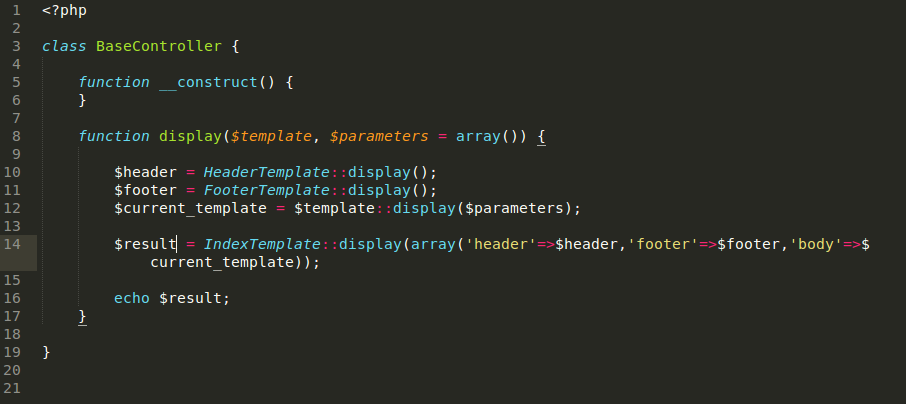 1 <?php
2
3 class BaseController {
4
5     function __construct() {
6     }
7
8     function display($template, $parameters = array()) {
9
10         $header = HeaderTemplate::display();
11         $footer = FooterTemplate::display();
12         $current_template = $template::display($parameters);
13
14         $result = IndexTemplate::display(array('header'=>$header,'footer'=>$footer,'body'=>$
            current_template));
15
16         echo $result;
17     }
18
19 }
20
21